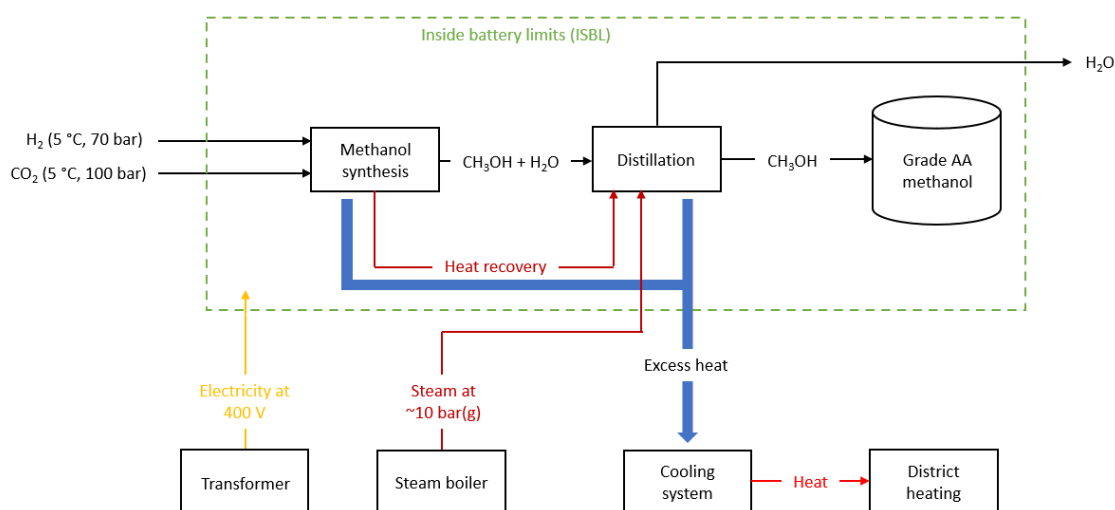 Inside battery limits (ISBL)
H₂O
H₂ (5 °C, 70 bar)
CO₂ (5 °C, 100 bar)
Methanol
synthesis
CH₃OH + H₂O
Distillation
CH₃OH
Grade AA
methanol
Heat recovery
Excess heat
Electricity at
400 V
Steam at
~10 bar(g)
Transformer
Steam boiler
Cooling
system
Heat
District
heating